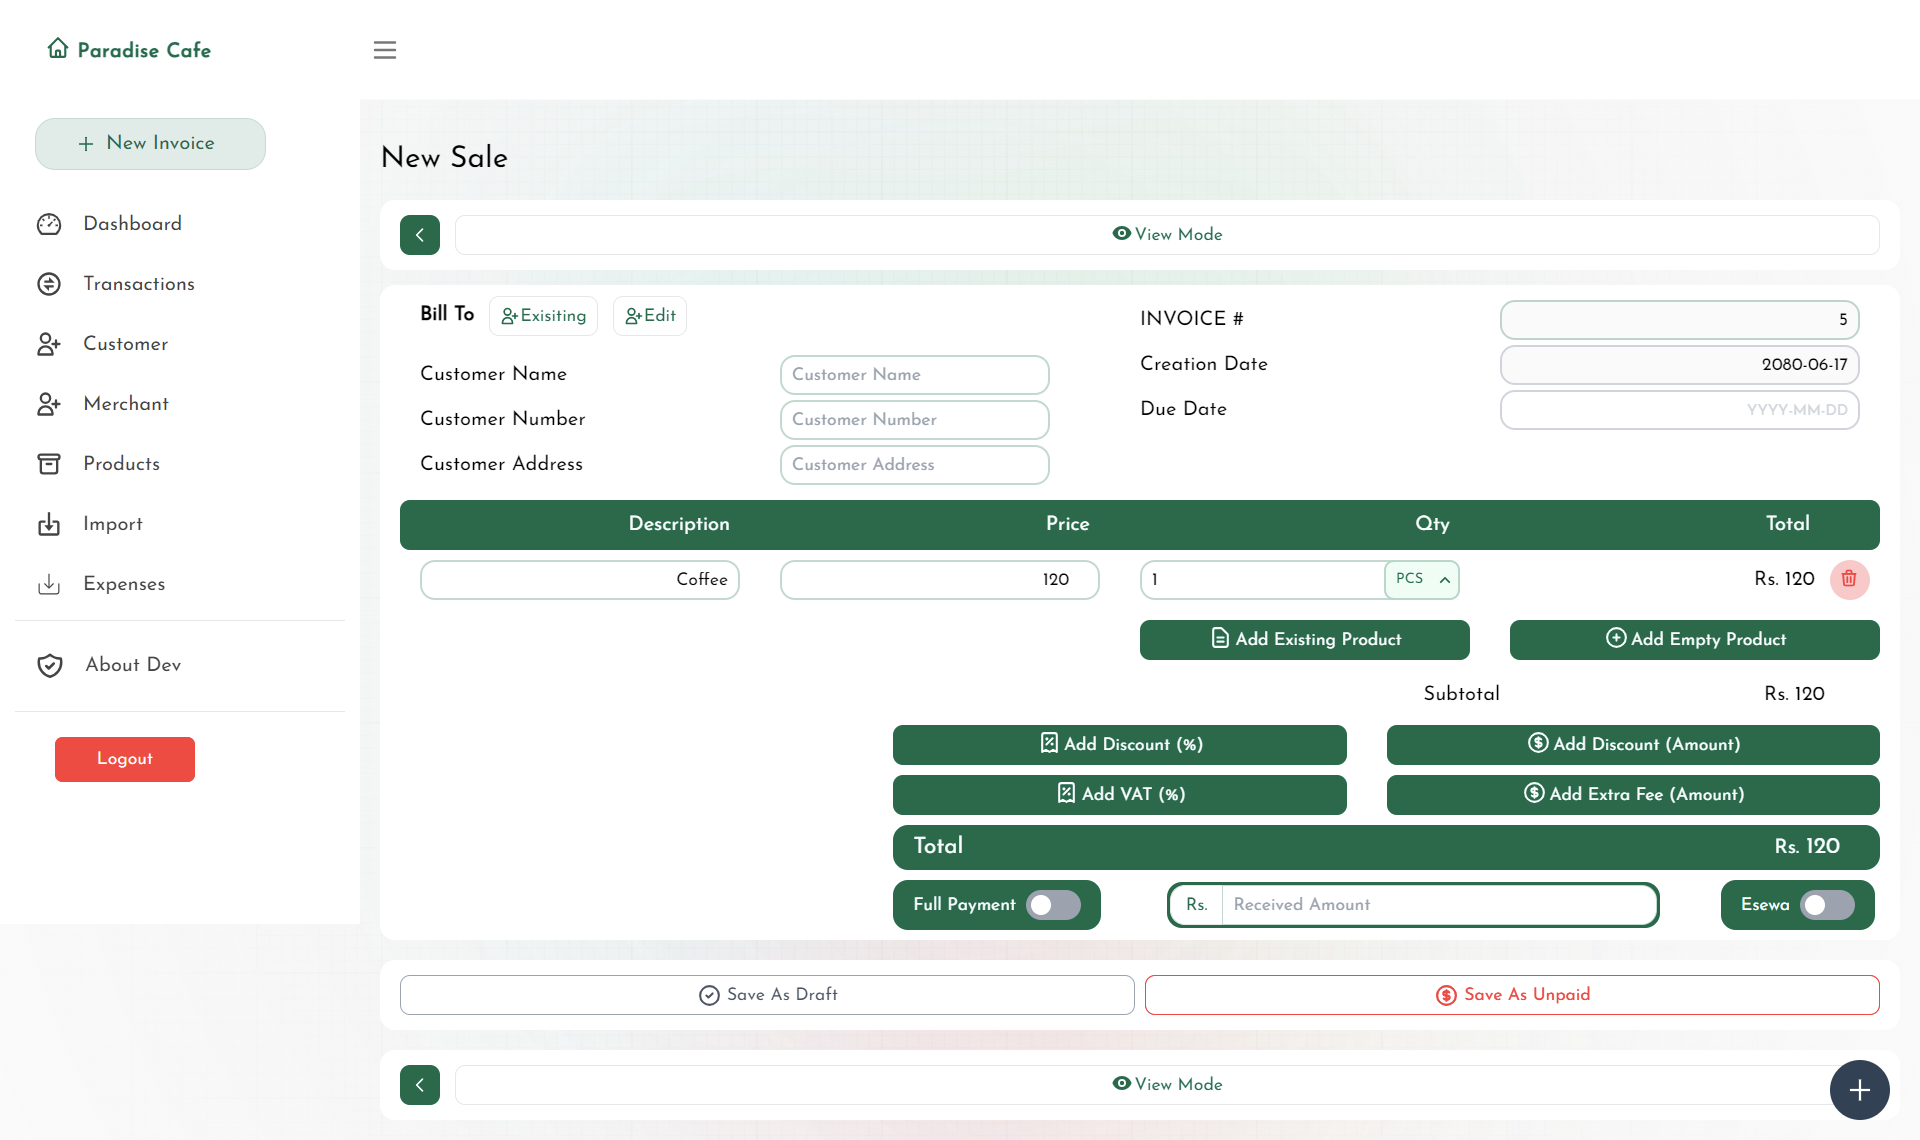 Paradise Cafe
New Invoice
Dashboard
Transactions
Customer
Merchant
Products
Import
Expenses
About Dev
Logout
New Sale
View Mode
Bill To Exisiting Edit
Customer Name Customer Name
Customer Number Customer Number
Customer Address Customer Address
INVOICE # 5
Creation Date 2080-06-17
Due Date YYYY-MM-DD
Description Price Qty Total
Coffee 120 1 PCS Rs. 120
Add Existing Product Add Empty Product
Subtotal Rs. 120
Add Discount (%) Add Discount (Amount)
Add VAT (%) Add Extra Fee (Amount)
Total Rs. 120
Full Payment Rs. Received Amount Esewa
Save As Draft Save As Unpaid
View Mode